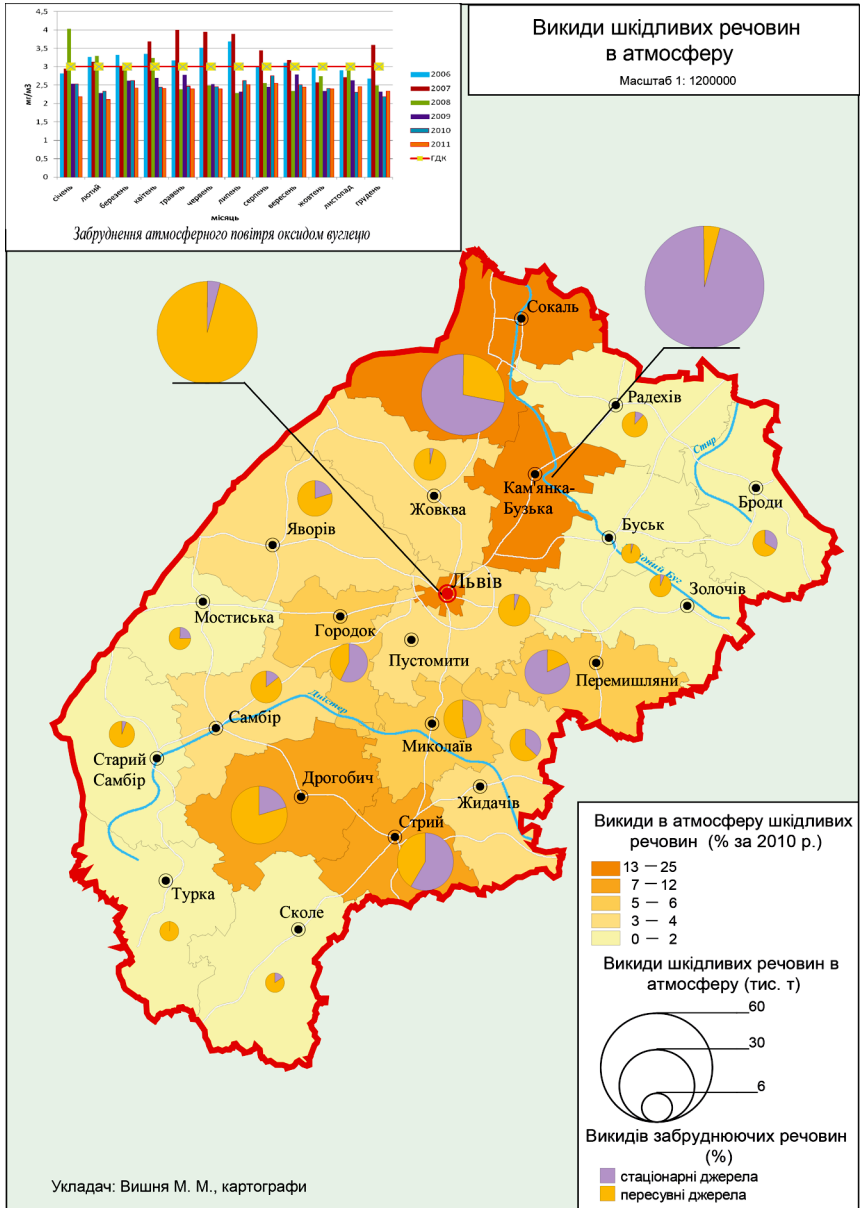 4,5
4
3,5
3
2,5
2
1,5
1
0,5
0
мг/м3
2006
2007
2008
2009
2010
2011
ГДК
січень
лютий
березень
квітень
травень
червень
липень
серпень
вересень
жовтень
листопад
грудень
місяць
Забруднення атмосферного повітря оксидом вуглецю
Викиди шкідливих речовин
в атмосферу
Масштаб 1: 1200000
Сокаль
Радехів
Стир
Кам'янка-
Бузька
Броди
Жовква
Буськ
Яворів
Буг
Львів
Золочів
Мостиська
Городок
Пустомити
Перемишляни
Дністер
Самбір
Миколаїв
Старий
Самбір
Дрогобич
Жидачів
Стрий
Турка
Сколе
Викиди в атмосферу шкідливих
речовин (% за 2010 р.)
13 — 25
7 — 12
5 — 6
3 — 4
0 — 2
Викиди шкідливих речовин в
атмосферу (тис. т)
60
30
6
Викидів забруднюючих речовин
(%)
стаціонарні джерела
пересувні джерела
Укладач: Вишня М. М., картографи